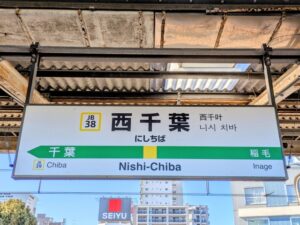 JB
38
西千葉
西千叶
니시 치바
にしちば
千葉
稲毛
Chiba
Nishi-Chiba
Inage
SEIYU